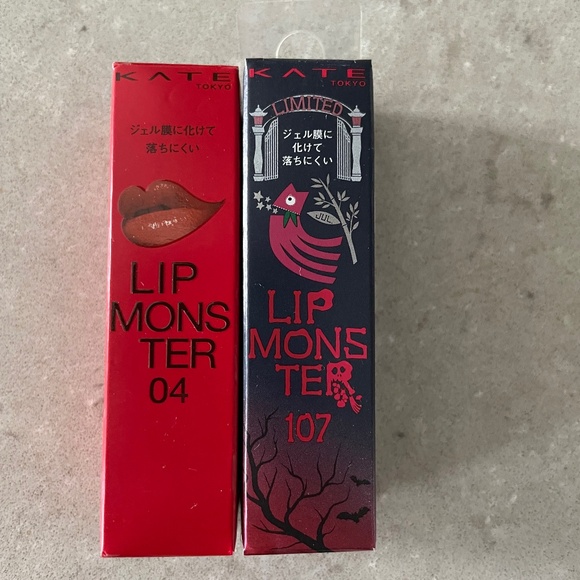 KATE
TOKYO
ジェル膜に化けて
落ちにくい
LIP
MONS
TER
04
KATE
TOKYO
LIMITED
ジェル膜に
化けて
落ちにくい
JUL
LIP
MONS
TER
107